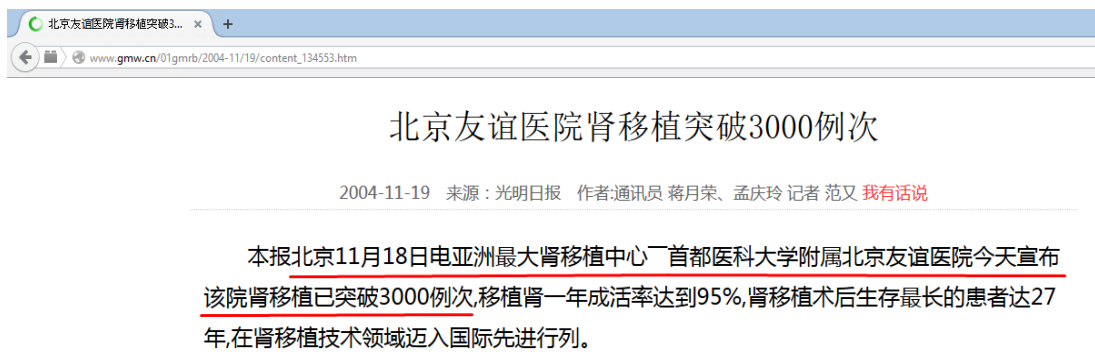 北京友谊医院肾移植突破3... × +
www.gmw.cn/01gmrb/2004-11/19/content_134553.htm
北京友谊医院肾移植突破3000例次
2004-11-19 来源：光明日报 作者:通讯员 蒋月荣、孟庆玲 记者 范又 我有话说
本报北京11月18日电亚洲最大肾移植中心―首都医科大学附属北京友谊医院今天宣布
该院肾移植已突破3000例次,移植肾一年成活率达到95%,肾移植术后生存最长的患者达27
年,在肾移植技术领域迈入国际先进行列。